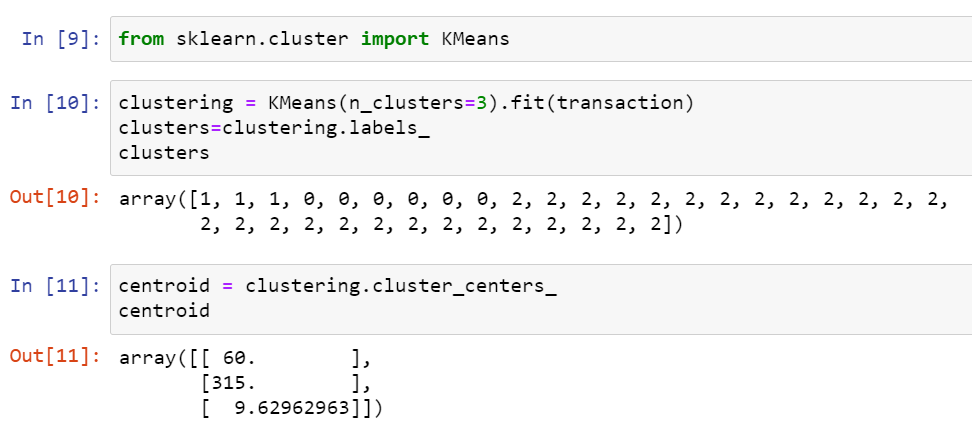 In [9]: from sklearn.cluster import KMeans
In [10]: clustering = KMeans(n_clusters=3).fit(transaction)
clusters=clustering.labels_
clusters
Out[10]: array([1, 1, 1, 0, 0, 0, 0, 0, 0, 2, 2, 2, 2, 2, 2, 2, 2, 2, 2, 2, 2, 2,
2, 2, 2, 2, 2, 2, 2, 2, 2, 2, 2, 2, 2, 2])
In [11]: centroid = clustering.cluster_centers_
centroid
Out[11]: array([[ 60.        ],
[315.        ],
[  9.62962963]])